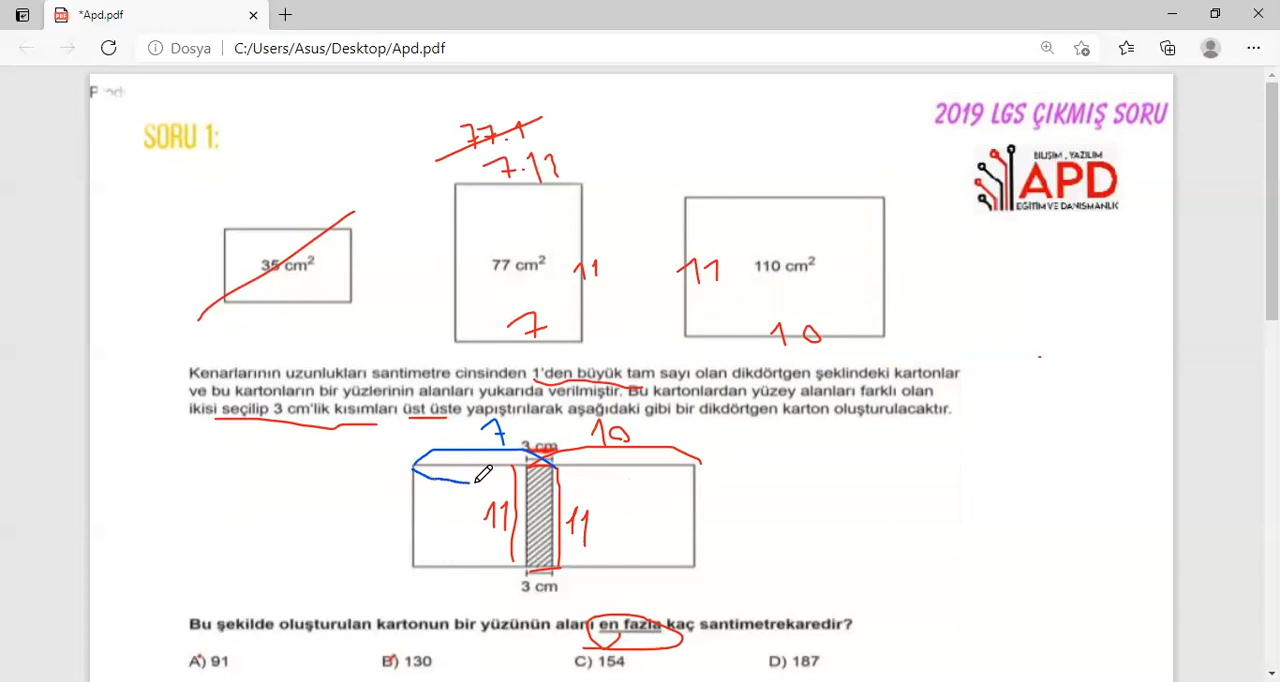 *Apd.pdf
Dosya
C:/Users/Asus/Desktop/Apd.pdf
2019 LGS ÇIKMIŞ SORU
SORU 1:
BİLİŞİM , YAZILIM
APD
EĞİTİM VE DANIŞMANLIK
77.1
7.11
35 cm²
77 cm²
11
7
11
110 cm²
10
Kenarlarının uzunlukları santimetre cinsinden 1'den büyük tam sayı olan dikdörtgen şeklindeki kartonlar
ve bu kartonların bir yüzlerinin alanları yukarıda verilmiştir. Bu kartonlardan yüzey alanları farklı olan
ikisi seçilip 3 cm'lik kısımları üst üste yapıştırılarak aşağıdaki gibi bir dikdörtgen karton oluşturulacaktır.
7
3 cm
10
11
11
3 cm
Bu şekilde oluşturulan kartonun bir yüzünün alanı en fazla kaç santimetrekaredir?
A) 91
B) 130
C) 154
D) 187